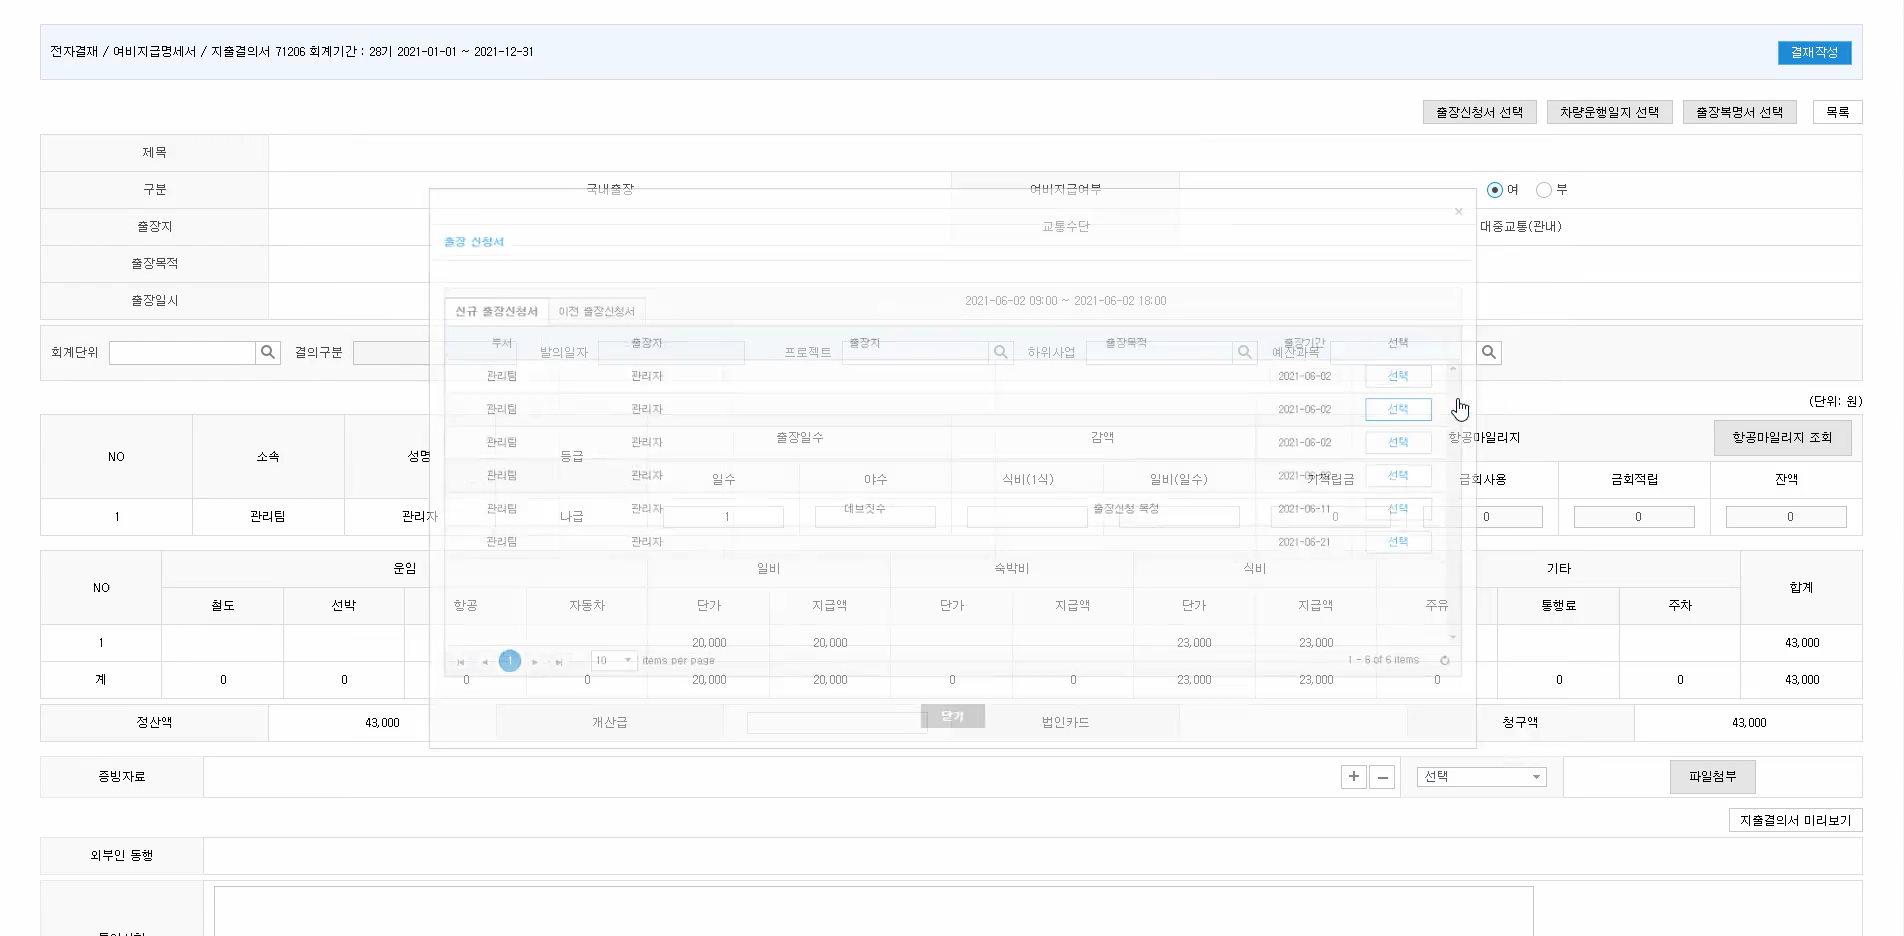 전자결재 / 여비지급명세서 / 지출결의서 71206 회계기간 : 28기 2021-01-01 ~ 2021-12-31
결재작성
출장신청서 선택 차량운행일지 선택 출장복명서 선택 목록
제목
구분 국내출장 여비지급여부 여 부
×
출장지 교통수단 대중교통(관내)
출장 신청서
출장목적
출장일시 2021-06-02 09:00 ~ 2021-06-02 18:00
신규 출장신청서 이전 출장신청서
부서 출장자 출장지 출장목적 출장기간 선택
회계단위 결의구분 발의일자 프로젝트 하위사업 예산과목
관리팀 관리자 2021-06-02 선택
(단위: 원)
관리팀 관리자 2021-06-02 선택
출장일수 감액 항공마일리지 항공마일리지 조회
관리팀 관리자 2021-06-02 선택
NO 소속 성명 등급
관리팀 관리자 선택
일수 야수 식비(1식) 일비(일수) 기적립금 금회사용 금회적립 잔액
관리팀 관리자 출장신청 목적 2021-06-11 선택
1 관리팀 관리자 나급 1 0 0 0 0
관리팀 관리자 2021-06-21 선택
NO 운임 일비 숙박비 식비 기타 합계
철도 선박 항공 자동차 단가 지급액 단가 지급액 단가 지급액 주유 통행료 주차
1 20,000 20,000 23,000 23,000 43,000
1 10 items per page 1 - 6 of 6 items
계 0 0 0 0 20,000 20,000 0 0 23,000 23,000 0 0 0 43,000
닫기
정산액 43,000 개산급 법인카드 청구액 43,000
증빙자료 + − 선택 파일첨부
지출결의서 미리보기
외부인 동행